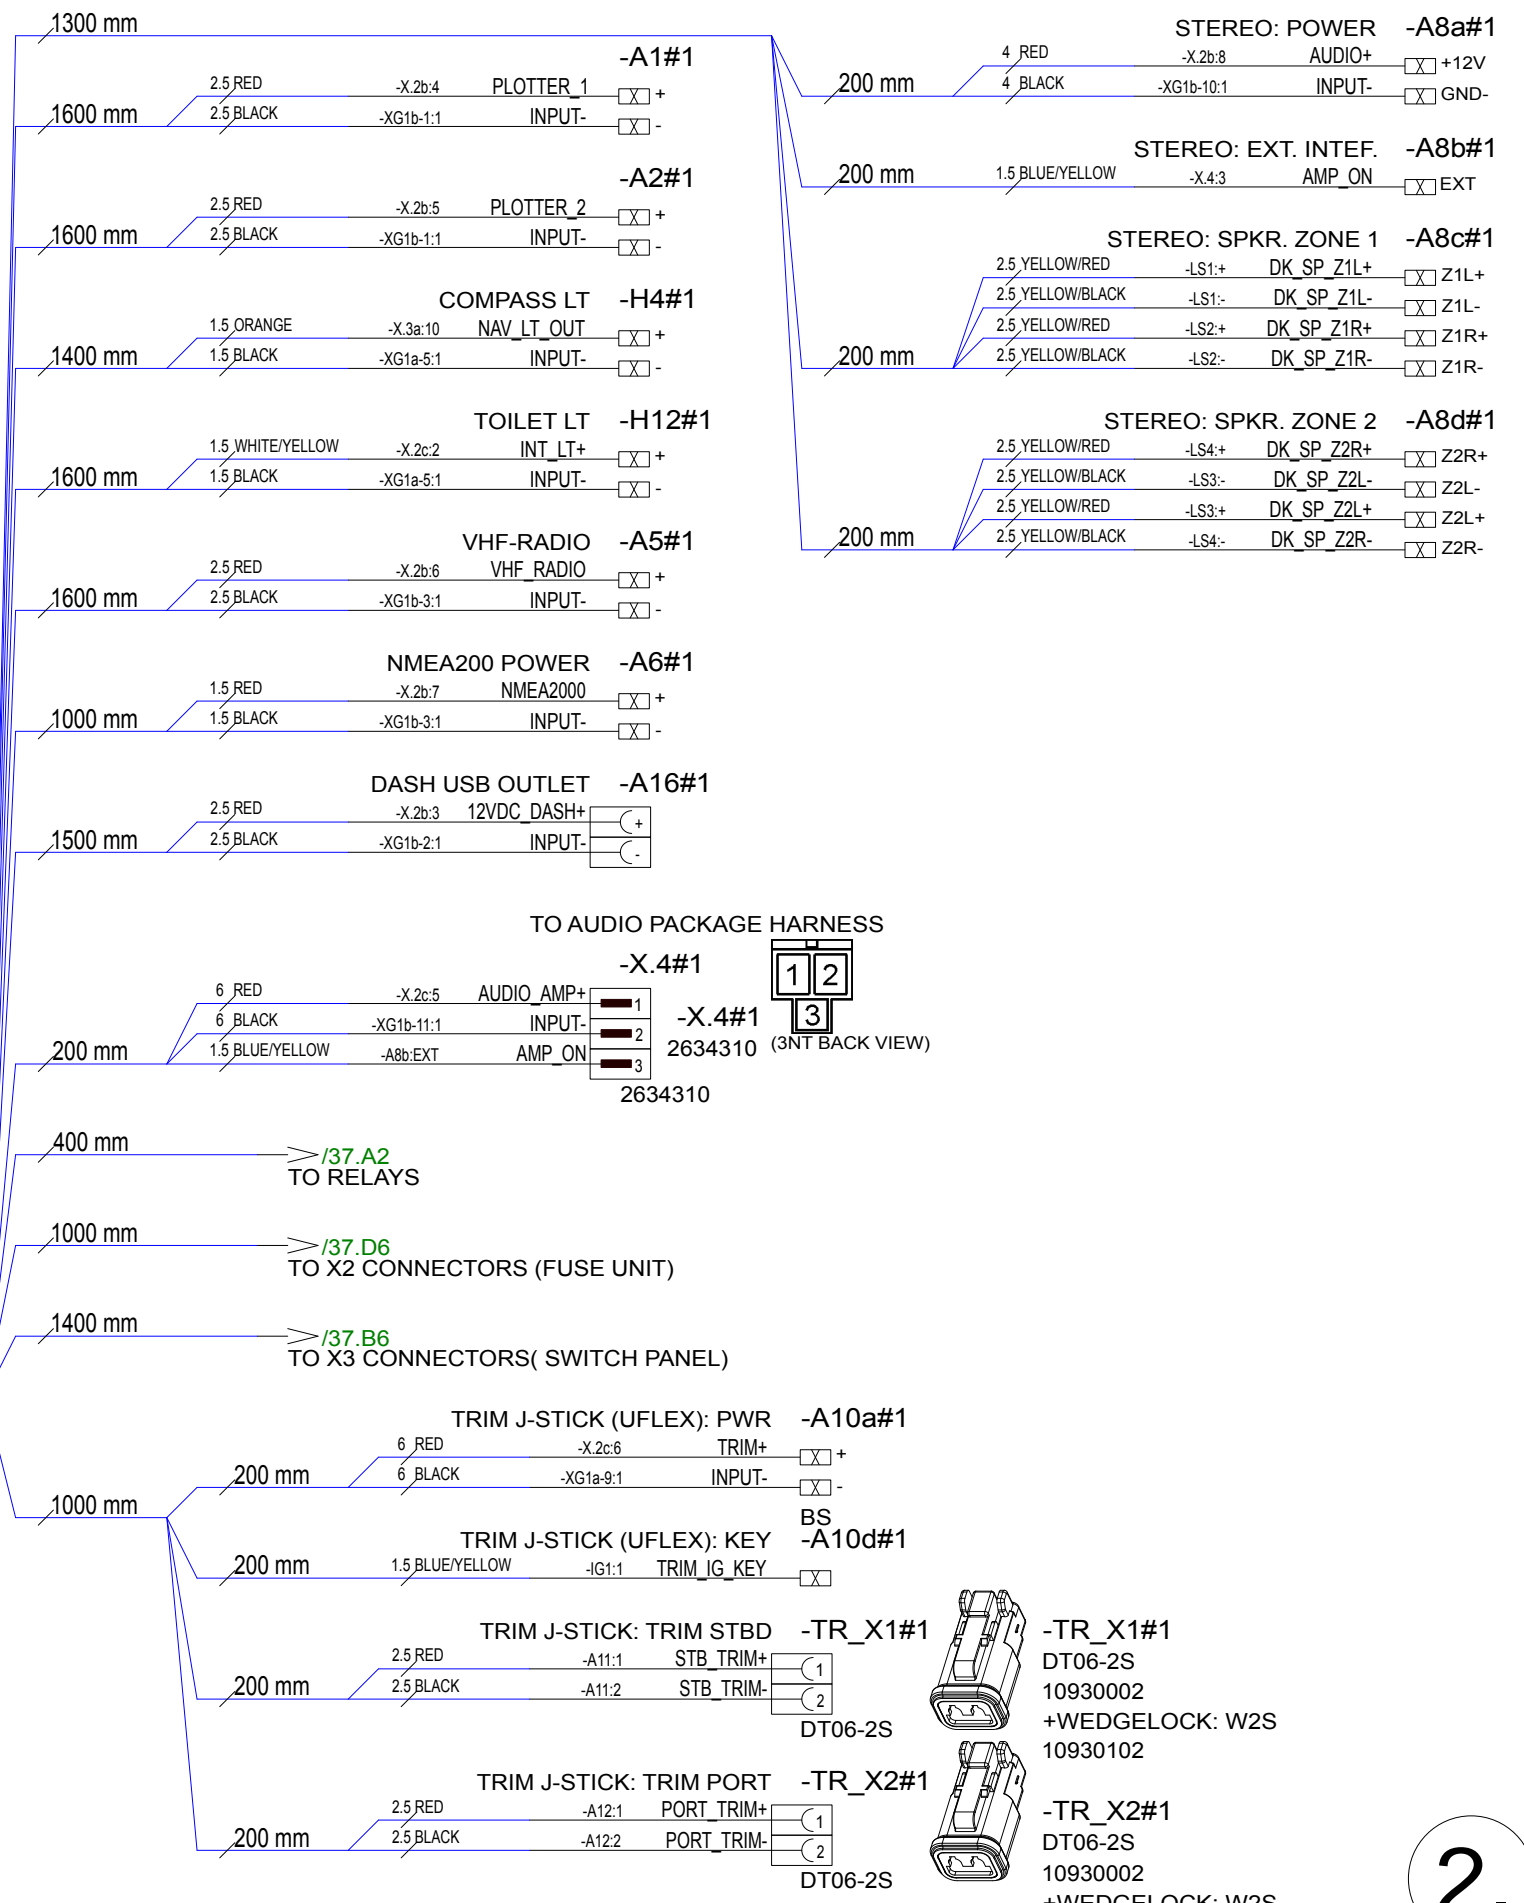 1300 mm
-A1#1
2.5 RED -X.2b:4 PLOTTER_1 +
1600 mm 2.5 BLACK -XG1b-1:1 INPUT- -
-A2#1
2.5 RED -X.2b:5 PLOTTER_2 +
1600 mm 2.5 BLACK -XG1b-1:1 INPUT- -
COMPASS LT -H4#1
1.5 ORANGE -X.3a:10 NAV_LT_OUT +
1400 mm 1.5 BLACK -XG1a-5:1 INPUT- -
TOILET LT -H12#1
1.5 WHITE/YELLOW -X.2c:2 INT_LT+ +
1600 mm 1.5 BLACK -XG1a-5:1 INPUT- -
VHF-RADIO -A5#1
2.5 RED -X.2b:6 VHF_RADIO +
1600 mm 2.5 BLACK -XG1b-3:1 INPUT- -
NMEA200 POWER -A6#1
1.5 RED -X.2b:7 NMEA2000 +
1000 mm 1.5 BLACK -XG1b-3:1 INPUT- -
DASH USB OUTLET -A16#1
2.5 RED -X.2b:3 12VDC_DASH+ +
1500 mm 2.5 BLACK -XG1b-2:1 INPUT- -
STEREO: POWER -A8a#1
4 RED -X.2b:8 AUDIO+ +12V
200 mm 4 BLACK -XG1b-10:1 INPUT- GND-
STEREO: EXT. INTEF. -A8b#1
200 mm 1.5 BLUE/YELLOW -X.4:3 AMP_ON EXT
STEREO: SPKR. ZONE 1 -A8c#1
2.5 YELLOW/RED -LS1:+ DK_SP_Z1L+ Z1L+
2.5 YELLOW/BLACK -LS1:- DK_SP_Z1L- Z1L-
2.5 YELLOW/RED -LS2:+ DK_SP_Z1R+ Z1R+
200 mm 2.5 YELLOW/BLACK -LS2:- DK_SP_Z1R- Z1R-
STEREO: SPKR. ZONE 2 -A8d#1
2.5 YELLOW/RED -LS4:+ DK_SP_Z2R+ Z2R+
2.5 YELLOW/BLACK -LS3:- DK_SP_Z2L- Z2L-
2.5 YELLOW/RED -LS3:+ DK_SP_Z2L+ Z2L+
200 mm 2.5 YELLOW/BLACK -LS4:- DK_SP_Z2R- Z2R-
TO AUDIO PACKAGE HARNESS
-X.4#1
6 RED -X.2c:5 AUDIO_AMP+ 1
6 BLACK -XG1b-11:1 INPUT- 2
200 mm 1.5 BLUE/YELLOW -A8b:EXT AMP_ON 3
2634310
-X.4#1
2634310
1 2
3
(3NT BACK VIEW)
400 mm /37.A2
TO RELAYS
1000 mm /37.D6
TO X2 CONNECTORS (FUSE UNIT)
1400 mm /37.B6
TO X3 CONNECTORS( SWITCH PANEL)
1000 mm
TRIM J-STICK (UFLEX): PWR -A10a#1
6 RED -X.2c:6 TRIM+ +
200 mm 6 BLACK -XG1a-9:1 INPUT- -
BS
TRIM J-STICK (UFLEX): KEY -A10d#1
200 mm 1.5 BLUE/YELLOW -IG1:1 TRIM_IG_KEY
TRIM J-STICK: TRIM STBD -TR_X1#1
2.5 RED -A11:1 STB_TRIM+ 1
200 mm 2.5 BLACK -A11:2 STB_TRIM- 2
DT06-2S
-TR_X1#1
DT06-2S
10930002
+WEDGELOCK: W2S
10930102
TRIM J-STICK: TRIM PORT -TR_X2#1
2.5 RED -A12:1 PORT_TRIM+ 1
200 mm 2.5 BLACK -A12:2 PORT_TRIM- 2
DT06-2S
-TR_X2#1
DT06-2S
10930002
+WEDGELOCK: W2S
2